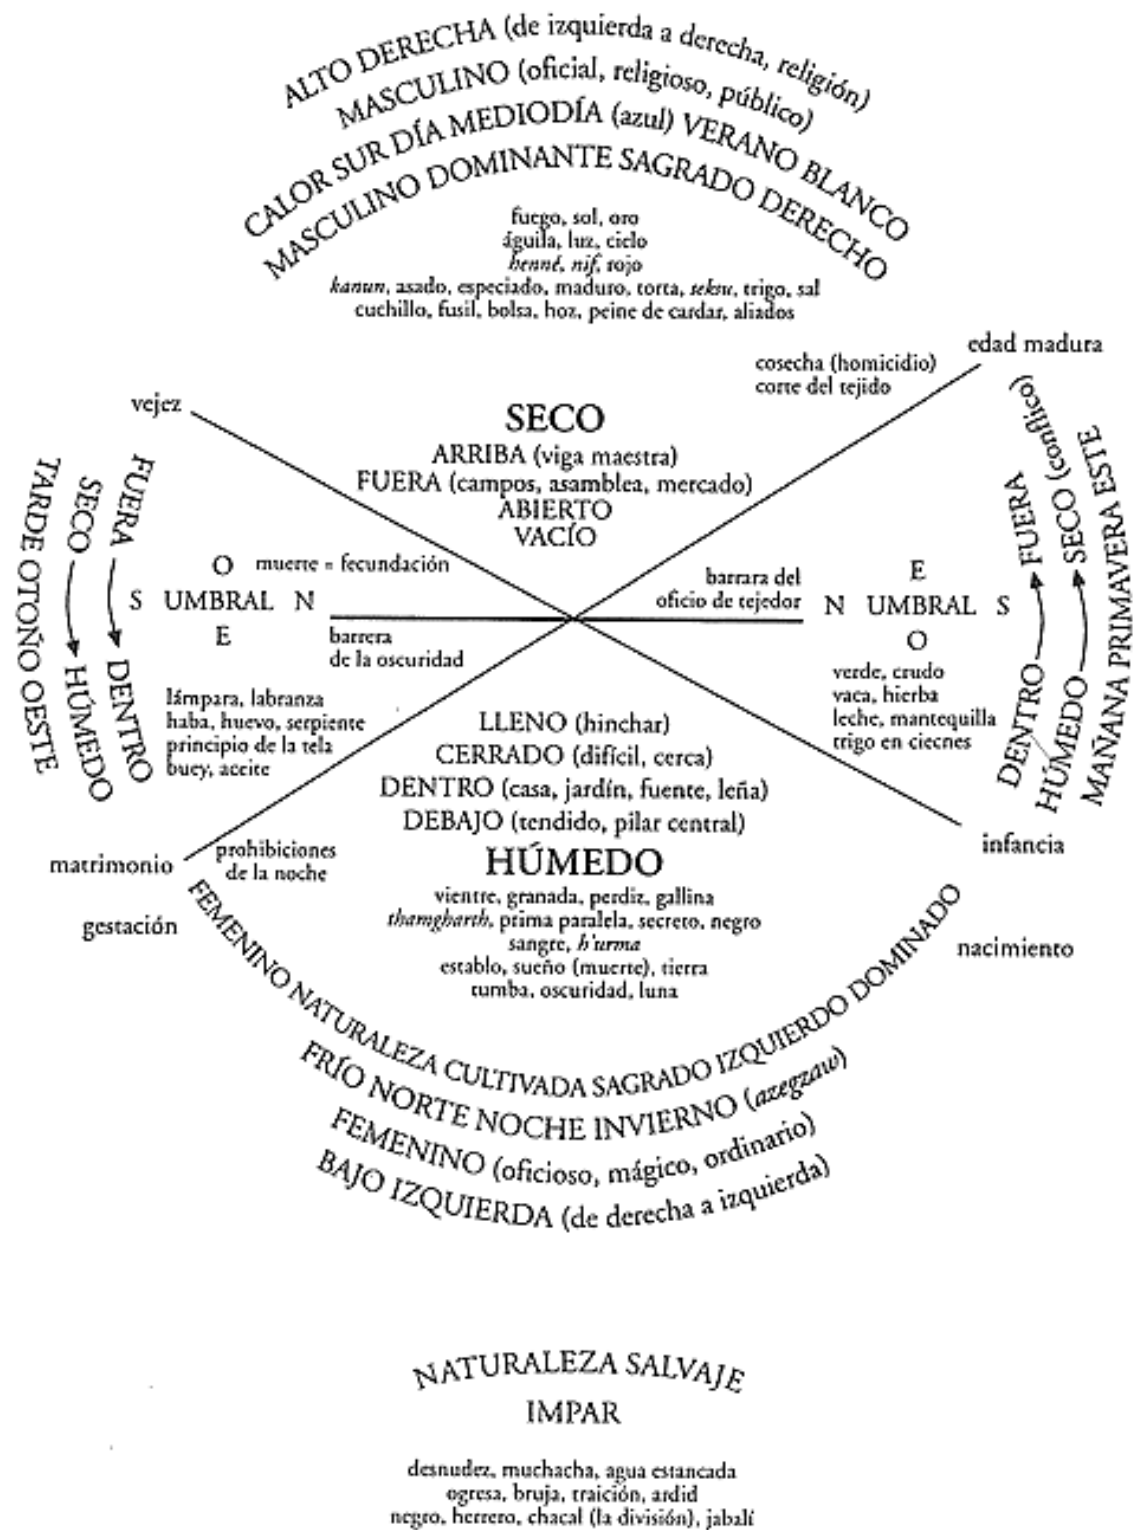 ALTO DERECHA (de izquierda a derecha, religión)
MASCULINO (oficial, religioso, público)
CALOR SUR DÍA MEDIODÍA (azul) VERANO BLANCO
MASCULINO DOMINANTE SAGRADO DERECHO
fuego, sol, oro
águila, luz, cielo
henné, nif, rojo
kanun, asado, especiado, maduro, torta, seksu, trigo, sal
cuchillo, fusil, bolsa, hoz, peine de cardar, aliados
edad madura
cosecha (homicidio)
corte del tejido
vejez
SECO
ARRIBA (viga maestra)
FUERA (campos, asamblea, mercado)
ABIERTO
VACÍO
TARDE OTOÑO OESTE
SECO HÚMEDO
FUERA DENTRO
O
muerte = fecundación
S UMBRAL N
E
barrera
de la oscuridad
lámpara, labranza
haba, huevo, serpiente
principio de la tela
buey, aceite
barrara del
oficio de tejedor
E
N UMBRAL S
O
verde, crudo
vaca, hierba
leche, mantequilla
trigo en ciernes
DENTRO FUERA
HÚMEDO SECO (conflico)
MAÑANA PRIMAVERA ESTE
LLENO (hinchar)
CERRADO (difícil, cerca)
DENTRO (casa, jardín, fuente, leña)
DEBAJO (tendido, pilar central)
HÚMEDO
vientre, granada, perdiz, gallina
thamgharth, prima paralela, secreto, negro
sangre, h'urma
establo, sueño (muerte), tierra
tumba, oscuridad, luna
matrimonio
prohibiciones
de la noche
gestación
infancia
nacimiento
FEMENINO NATURALEZA CULTIVADA SAGRADO IZQUIERDO DOMINADO
FRÍO NORTE NOCHE INVIERNO (azegzaw)
FEMENINO (oficioso, mágico, ordinario)
BAJO IZQUIERDA (de derecha a izquierda)
NATURALEZA SALVAJE
IMPAR
desnudez, muchacha, agua estancada
ogresa, bruja, traición, ardid
negro, herrero, chacal (la división), jabalí